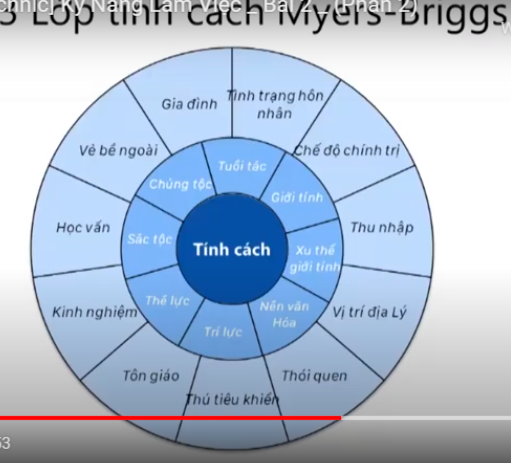 3 Lớp tính cách Myers-Briggs
Kỹ Năng Làm Việc _ Bài 2 _ (Phần 2)
Gia đình
Tình trạng hôn
nhân
Vẻ bề ngoài
Chế độ chính trị
Tuổi tác
Chủng tộc
Giới tính
Học vấn
Thu nhập
Sắc tộc
Tính cách
Xu thế
giới tính
Kinh nghiệm
Thể lực
Nền văn
Hóa
Vị trí địa Lý
Trí lực
Tôn giáo
Thói quen
Thú tiêu khiển
53